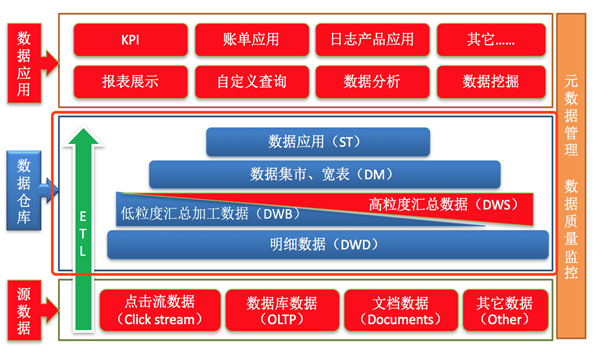 数据应用
KPI
账单应用
日志产品应用
其它……
报表展示
自定义查询
数据分析
数据挖掘
数据仓库
ETL
数据应用（ST）
数据集市、宽表（DM）
高粒度汇总数据（DWS）
低粒度汇总加工数据（DWB）
明细数据（DWD）
源数据
点击流数据
（Click stream）
数据库数据
（OLTP）
文档数据
（Documents）
其它数据
（Other）
元数据管理
数据质量监控